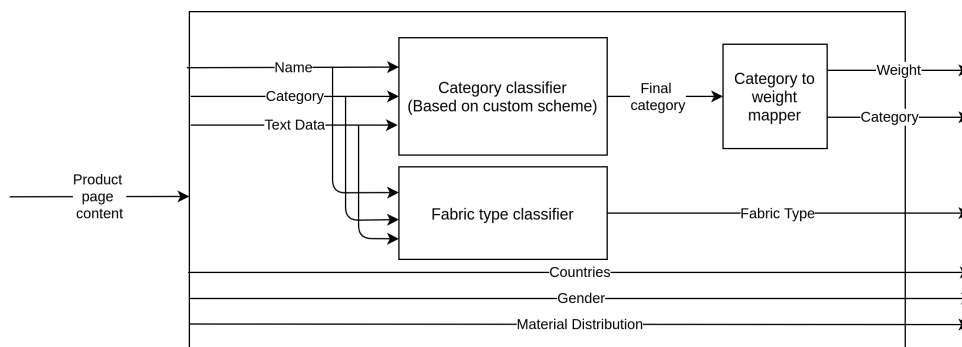 Name
Category
Text Data
Category classifier
(Based on custom scheme)
Final
category
Category to
weight
mapper
Weight
Category
Product
page
content
Fabric type classifier
Fabric Type
Countries
Gender
Material Distribution